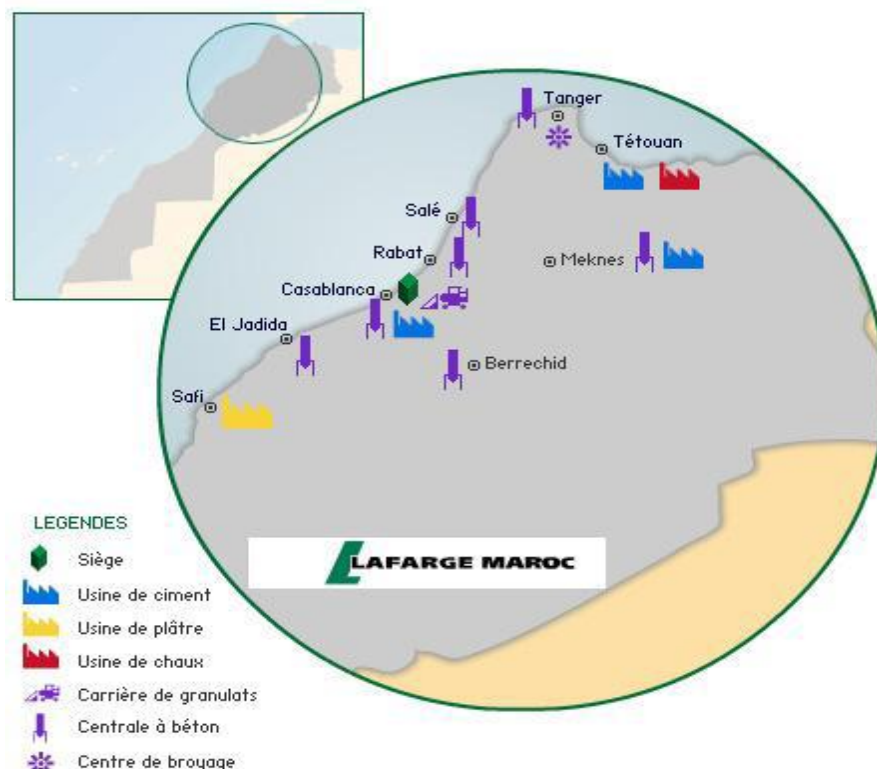 Tanger
Tétouan
Salé
Rabat
Meknes
Casablanca
El Jadida
Berrechid
Safi
LEGENDES
Siège
LAFARGE MAROC
Usine de ciment
Usine de plâtre
Usine de chaux
Carrière de granulats
Centrale à béton
Centre de broyage